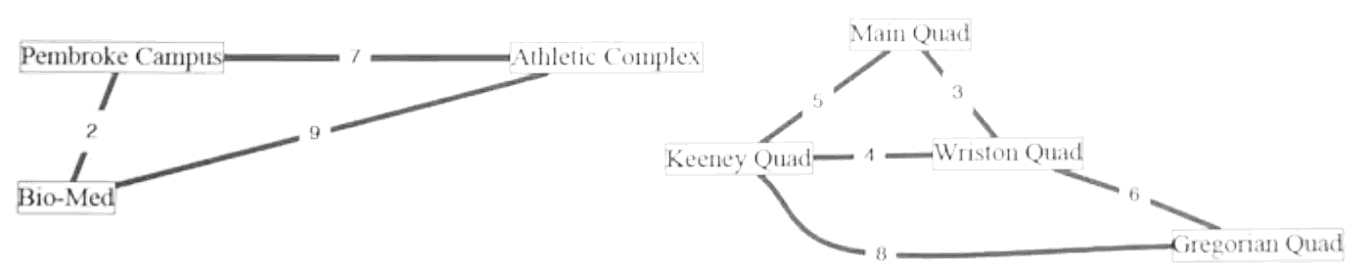 Main Quad
Pembroke Campus
7
Athletic Complex
5
3
2
9
Keeney Quad
4
Wriston Quad
Bio-Med
6
8
Gregorian Quad